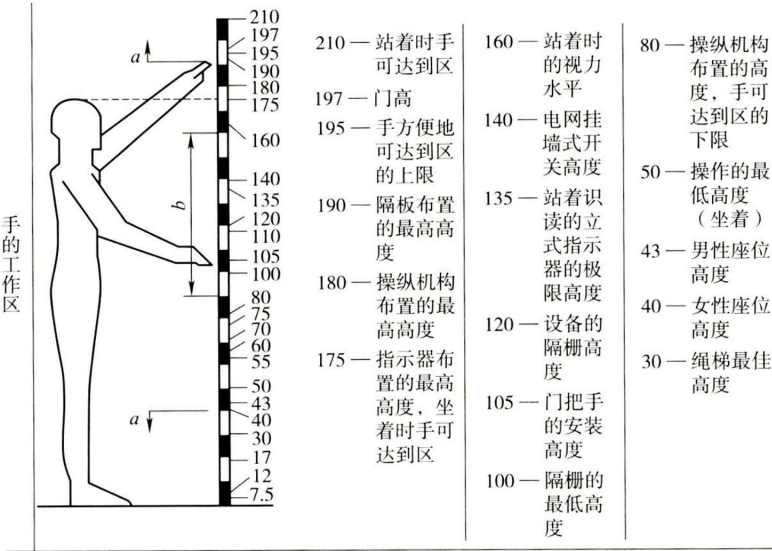 手的工作区
a
b
a
210
197
195
190
180
175
160
140
135
120
110
105
100
80
75
70
60
55
50
43
40
30
17
12
7.5
210 — 站着时手
可达到区
197 — 门高
195 — 手方便地
可达到区
的上限
190 — 隔板布置
的最高高
度
180 — 操纵机构
布置的最
高高度
175 — 指示器布
置的最高
高度，坐
着时手可
达到区
160 — 站着时
的视力
水平
140 — 电网挂
墙式开
关高度
135 — 站着识
读的立
式指示
器的极
限高度
120 — 设备的
隔栅高
度
105 — 门把手
的安装
高度
100 — 隔栅的
最低高
度
80 — 操纵机构
布置的高
度，手可
达到区的
下限
50 — 操作的最
低高度
（坐着）
43 — 男性座位
高度
40 — 女性座位
高度
30 — 绳梯最佳
高度